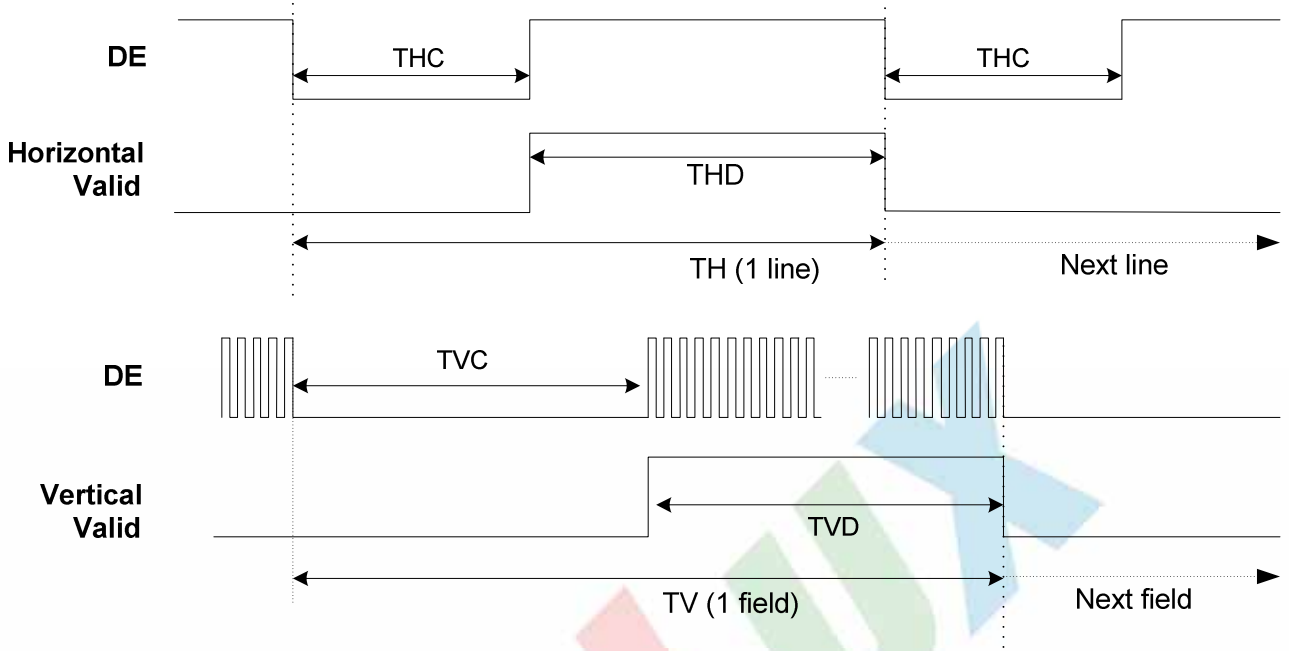 DE
THC
THC
Horizontal
Valid
THD
TH (1 line)
Next line
DE
TVC
Vertical
Valid
TVD
TV (1 field)
Next field